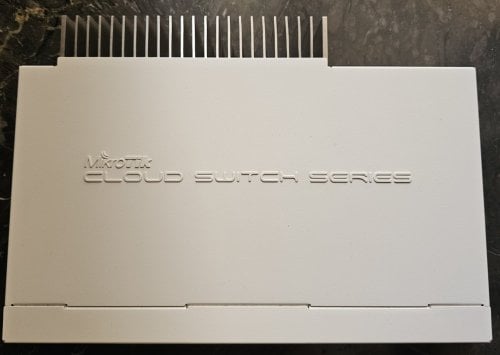 MikroTik
CLOUD SWITCH SERIES